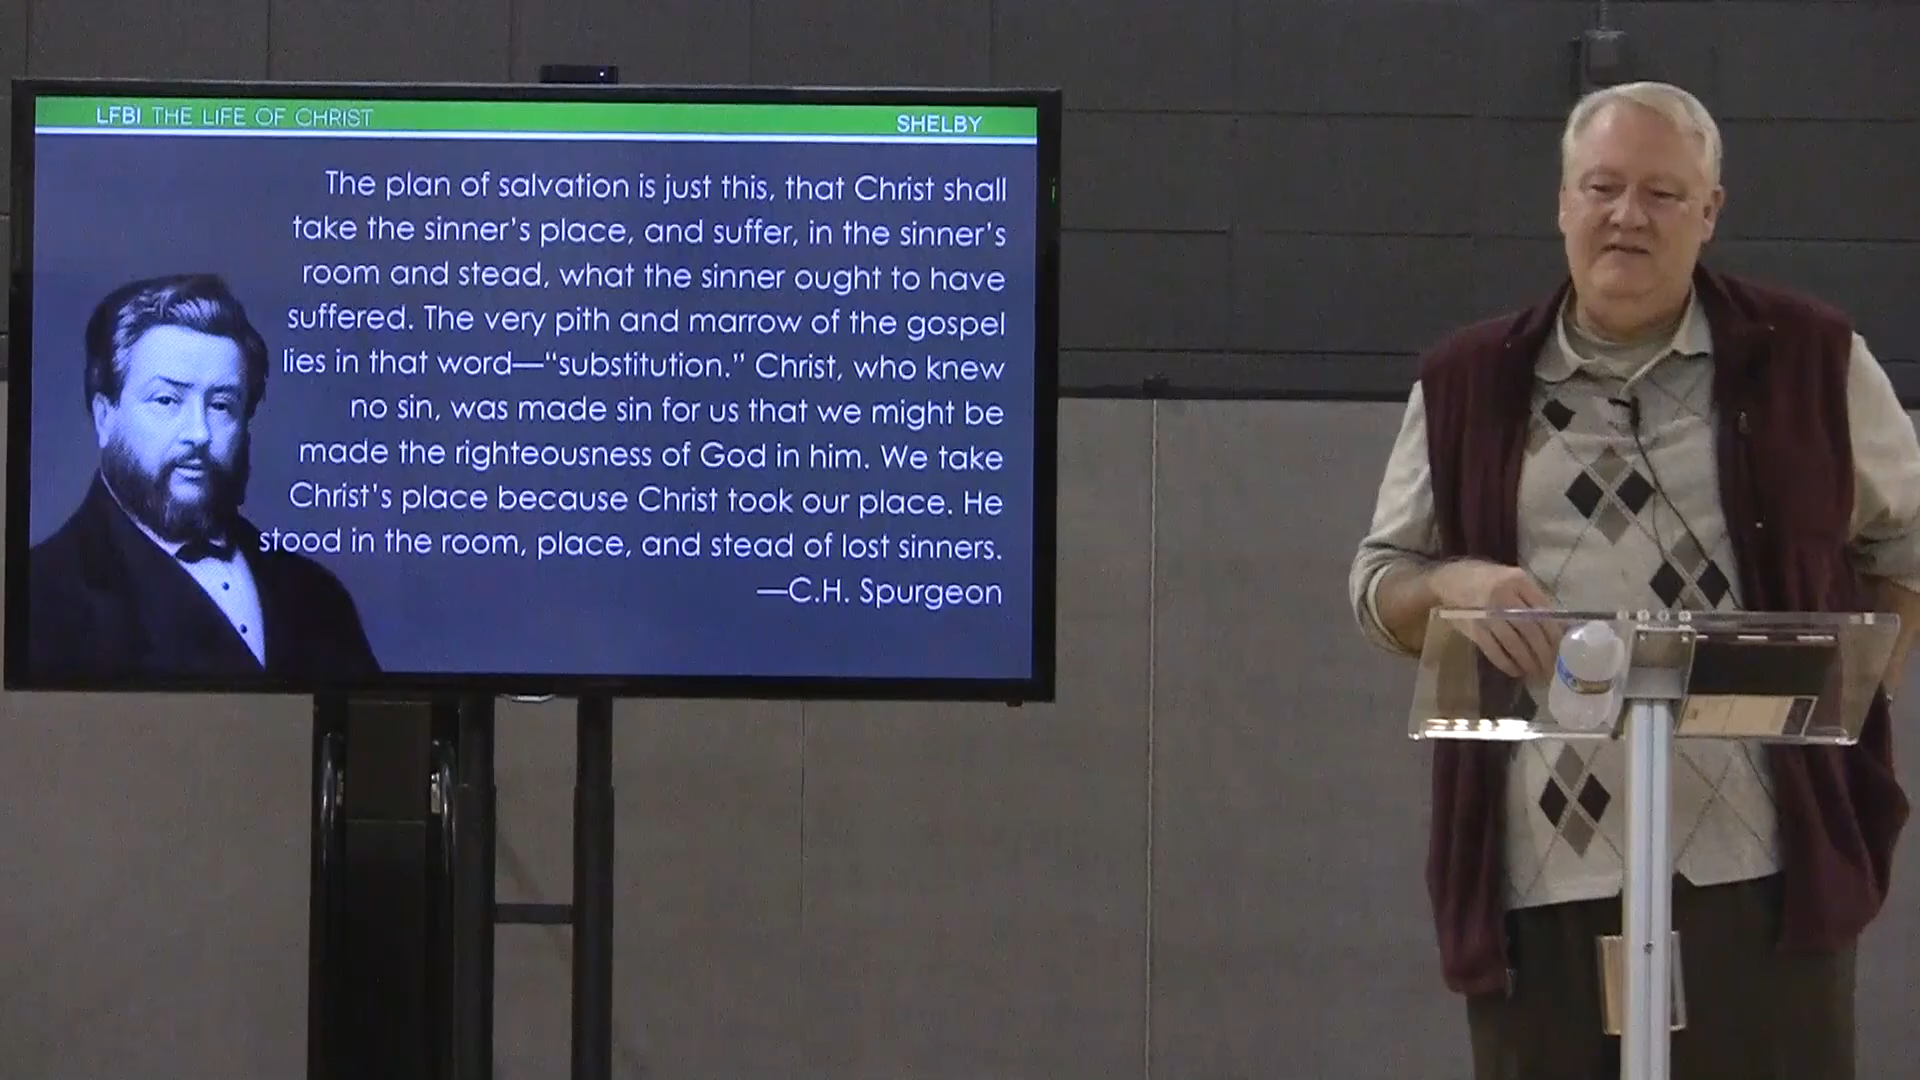 LFBI THE LIFE OF CHRIST
SHELBY
The plan of salvation is just this, that Christ shall
take the sinner's place, and suffer, in the sinner's
room and stead, what the sinner ought to have
suffered. The very pith and marrow of the gospel
lies in that word—“substitution.” Christ, who knew
no sin, was made sin for us that we might be
made the righteousness of God in him. We take
Christ's place because Christ took our place. He
stood in the room, place, and stead of lost sinners.
—C.H. Spurgeon